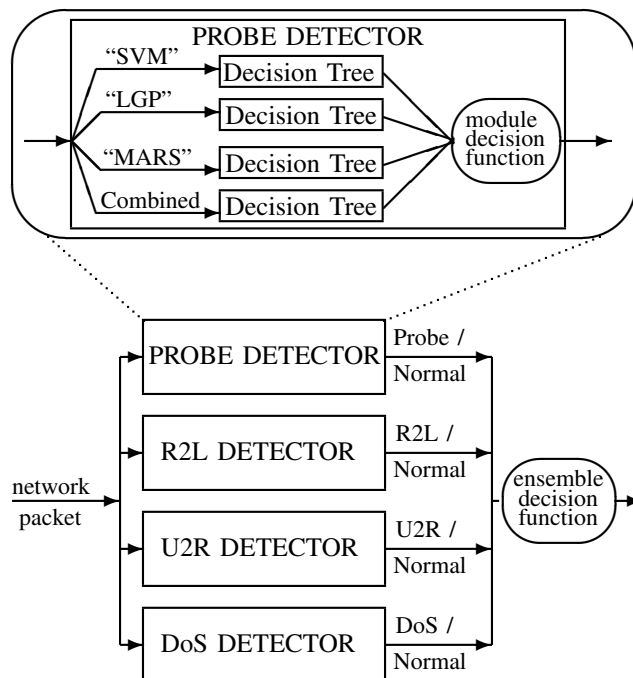 PROBE DETECTOR
“SVM”
Decision Tree
“LGP”
Decision Tree
“MARS”
Decision Tree
Combined
Decision Tree
module
decision
function
PROBE DETECTOR
Probe /
Normal
R2L DETECTOR
R2L /
Normal
network
packet
ensemble
decision
function
U2R DETECTOR
U2R /
Normal
DoS DETECTOR
DoS /
Normal